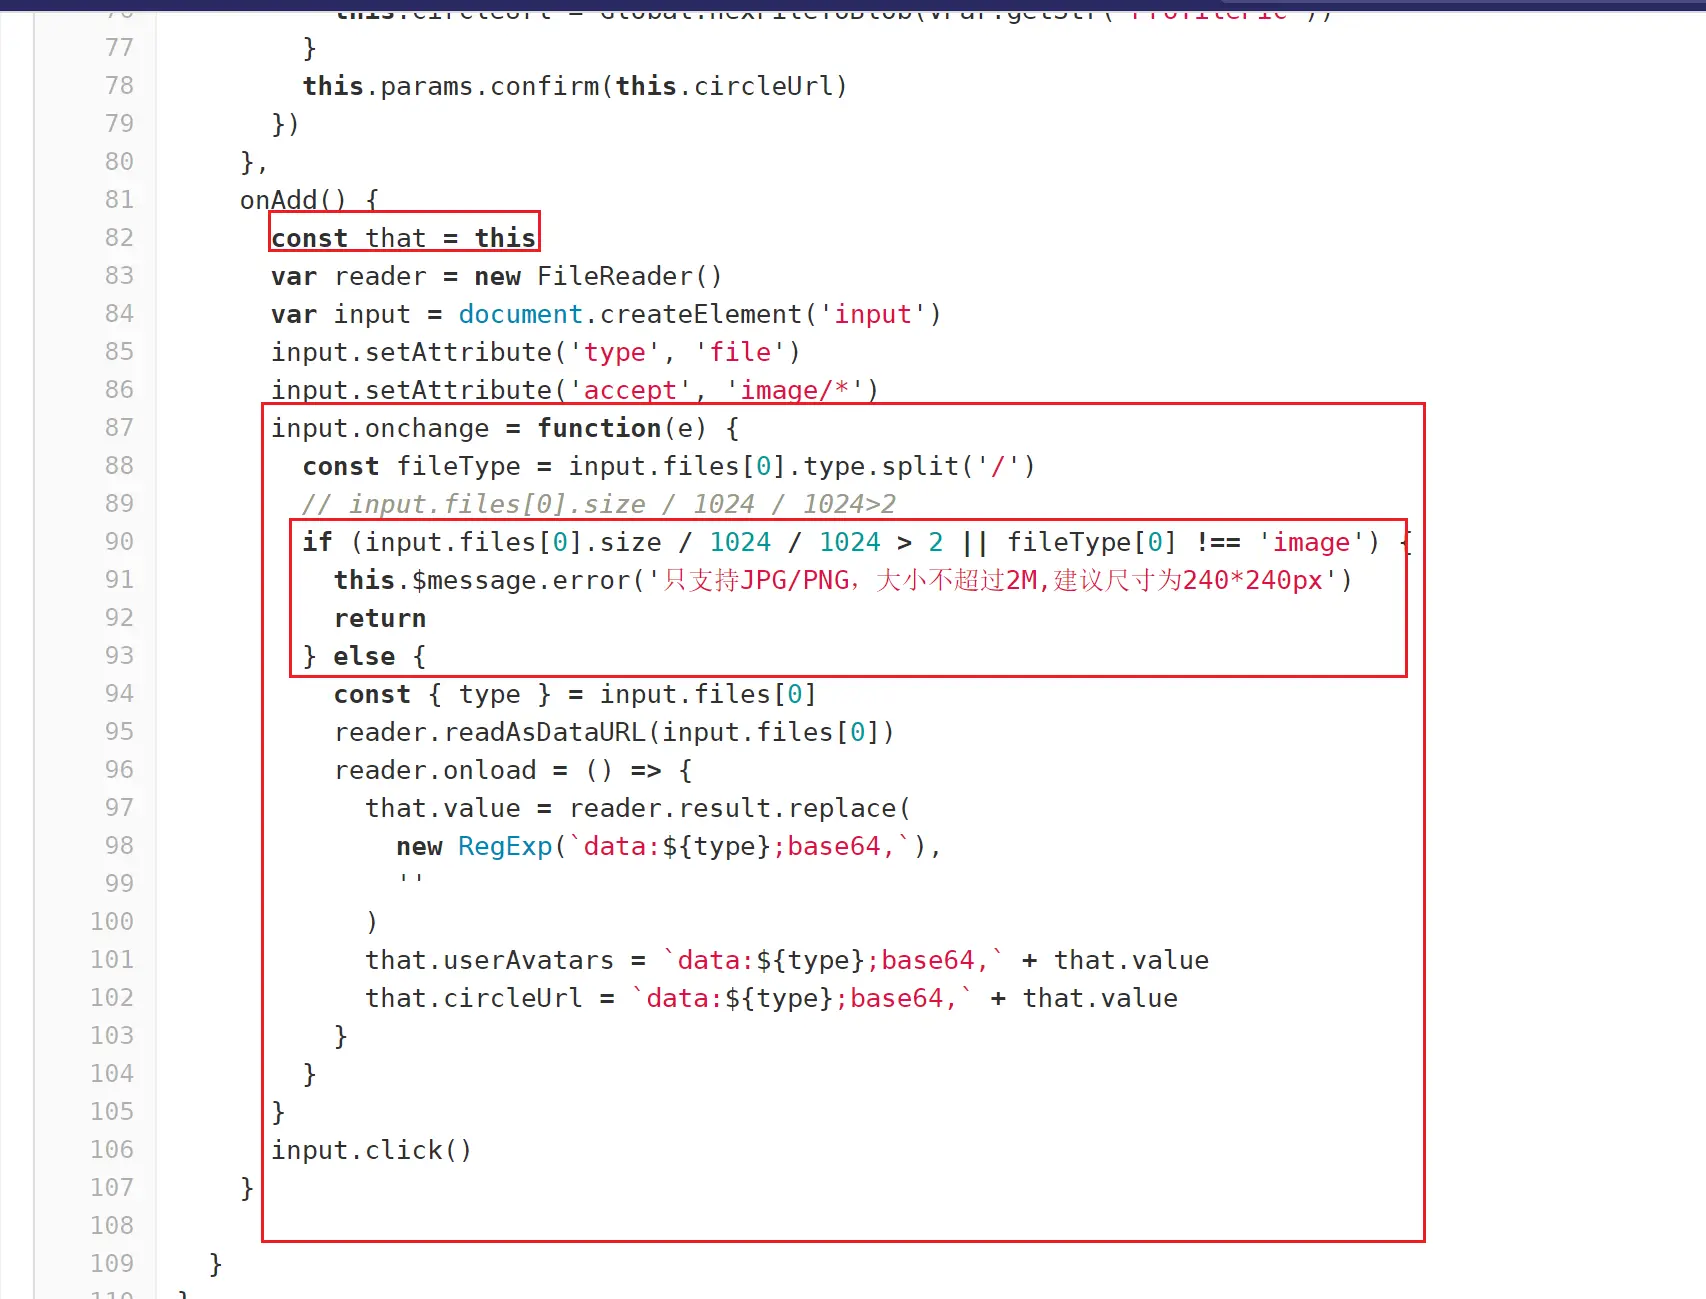 this.circleUrl = Global.hexFileToBlob(vPar.getStr('ProfilePic'))
77 }
78 this.params.confirm(this.circleUrl)
79 })
80 },
81 onAdd() {
82 const that = this
83 var reader = new FileReader()
84 var input = document.createElement('input')
85 input.setAttribute('type', 'file')
86 input.setAttribute('accept', 'image/*')
87 input.onchange = function(e) {
88 const fileType = input.files[0].type.split('/')
89 // input.files[0].size / 1024 / 1024>2
90 if (input.files[0].size / 1024 / 1024 > 2 || fileType[0] !== 'image') {
91 this.$message.error('只支持JPG/PNG，大小不超过2M,建议尺寸为240*240px')
92 return
93 } else {
94 const { type } = input.files[0]
95 reader.readAsDataURL(input.files[0])
96 reader.onload = () => {
97 that.value = reader.result.replace(
98 new RegExp(`data:${type};base64,`),
99 ''
100 )
101 that.userAvatars = `data:${type};base64,` + that.value
102 that.circleUrl = `data:${type};base64,` + that.value
103 }
104 }
105 }
106 input.click()
107 }
108
109 }
110 }